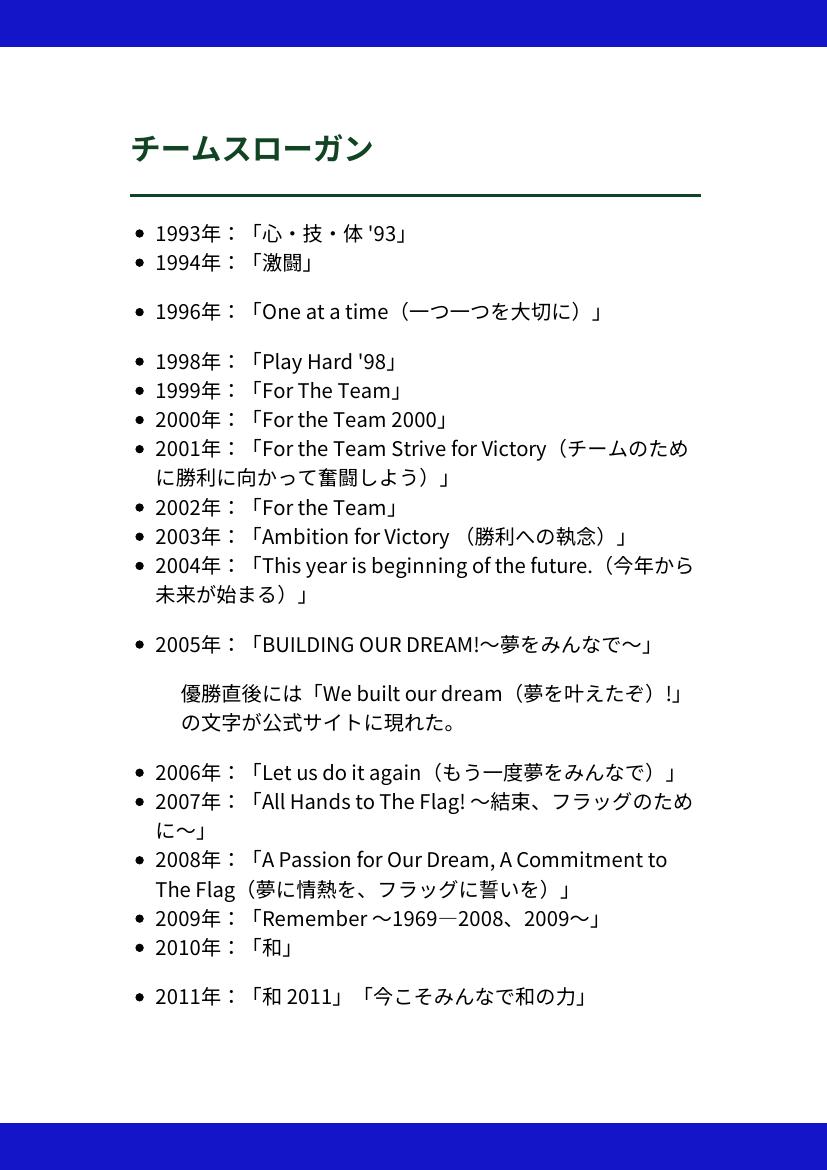 チームスローガン
• 1993年：「心・技・体 '93」
• 1994年：「激闘」
• 1996年：「One at a time（一つ一つを大切に）」
• 1998年：「Play Hard '98」
• 1999年：「For The Team」
• 2000年：「For the Team 2000」
• 2001年：「For the Team Strive for Victory（チームのため
に勝利に向かって奮闘しよう）」
• 2002年：「For the Team」
• 2003年：「Ambition for Victory （勝利への執念）」
• 2004年：「This year is beginning of the future.（今年から
未来が始まる）」
• 2005年：「BUILDING OUR DREAM!〜夢をみんなで〜」
優勝直後には「We built our dream（夢を叶えたぞ）!」
の文字が公式サイトに現れた。
• 2006年：「Let us do it again（もう一度夢をみんなで）」
• 2007年：「All Hands to The Flag! 〜結束、フラッグのため
に〜」
• 2008年：「A Passion for Our Dream, A Commitment to
The Flag（夢に情熱を、フラッグに誓いを）」
• 2009年：「Remember 〜1969―2008、2009〜」
• 2010年：「和」
• 2011年：「和 2011」「今こそみんなで和の力」